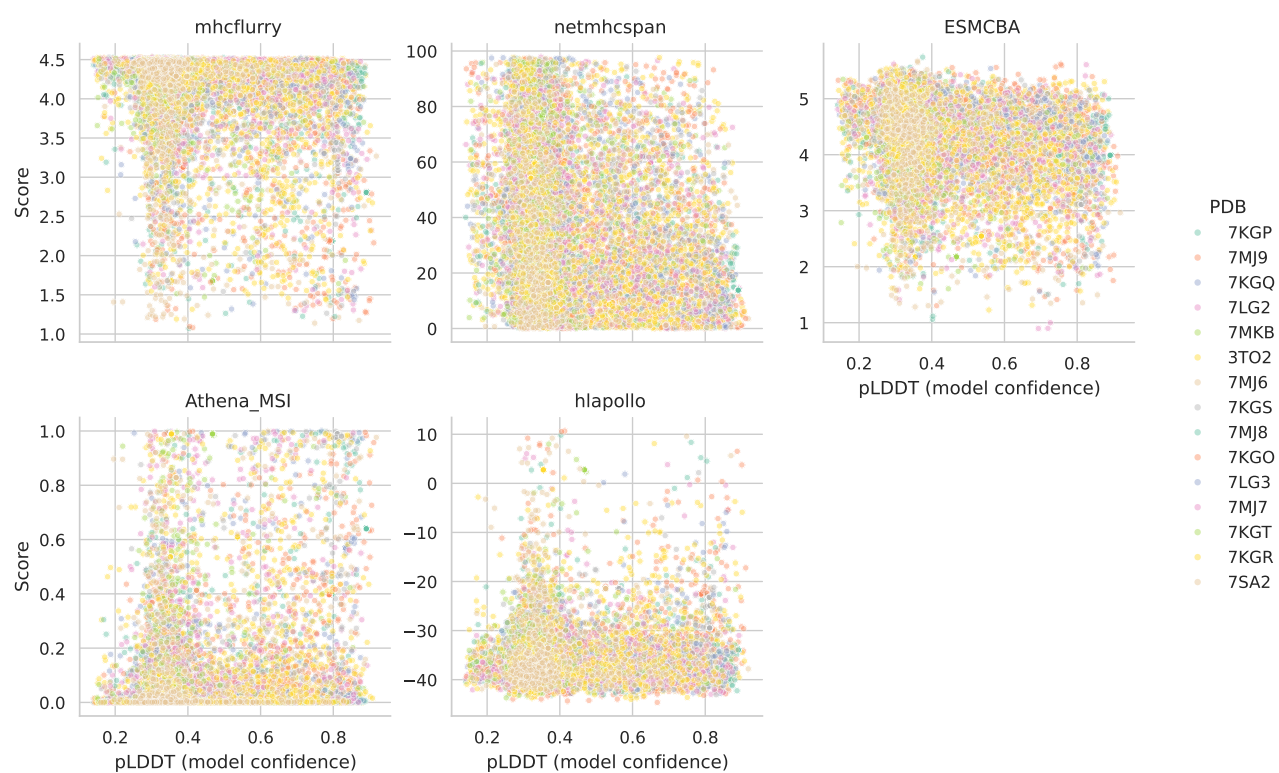 mhcflurry
netmhcspan
ESMCBA
4.5
4.0
3.5
3.0
2.5
2.0
1.5
1.0
Score
100
80
60
40
20
0
5
4
3
2
1
0.2 0.4 0.6 0.8
pLDDT (model confidence)
PDB
7KGP
7MJ9
7KGQ
7LG2
7MKB
3TO2
7MJ6
7KGS
7MJ8
7KGO
7LG3
7MJ7
7KGT
7KGR
7SA2
Athena_MSI
hlapollo
1.0
0.8
0.6
0.4
0.2
0.0
Score
10
0
−10
−20
−30
−40
0.2 0.4 0.6 0.8
pLDDT (model confidence)
0.2 0.4 0.6 0.8
pLDDT (model confidence)